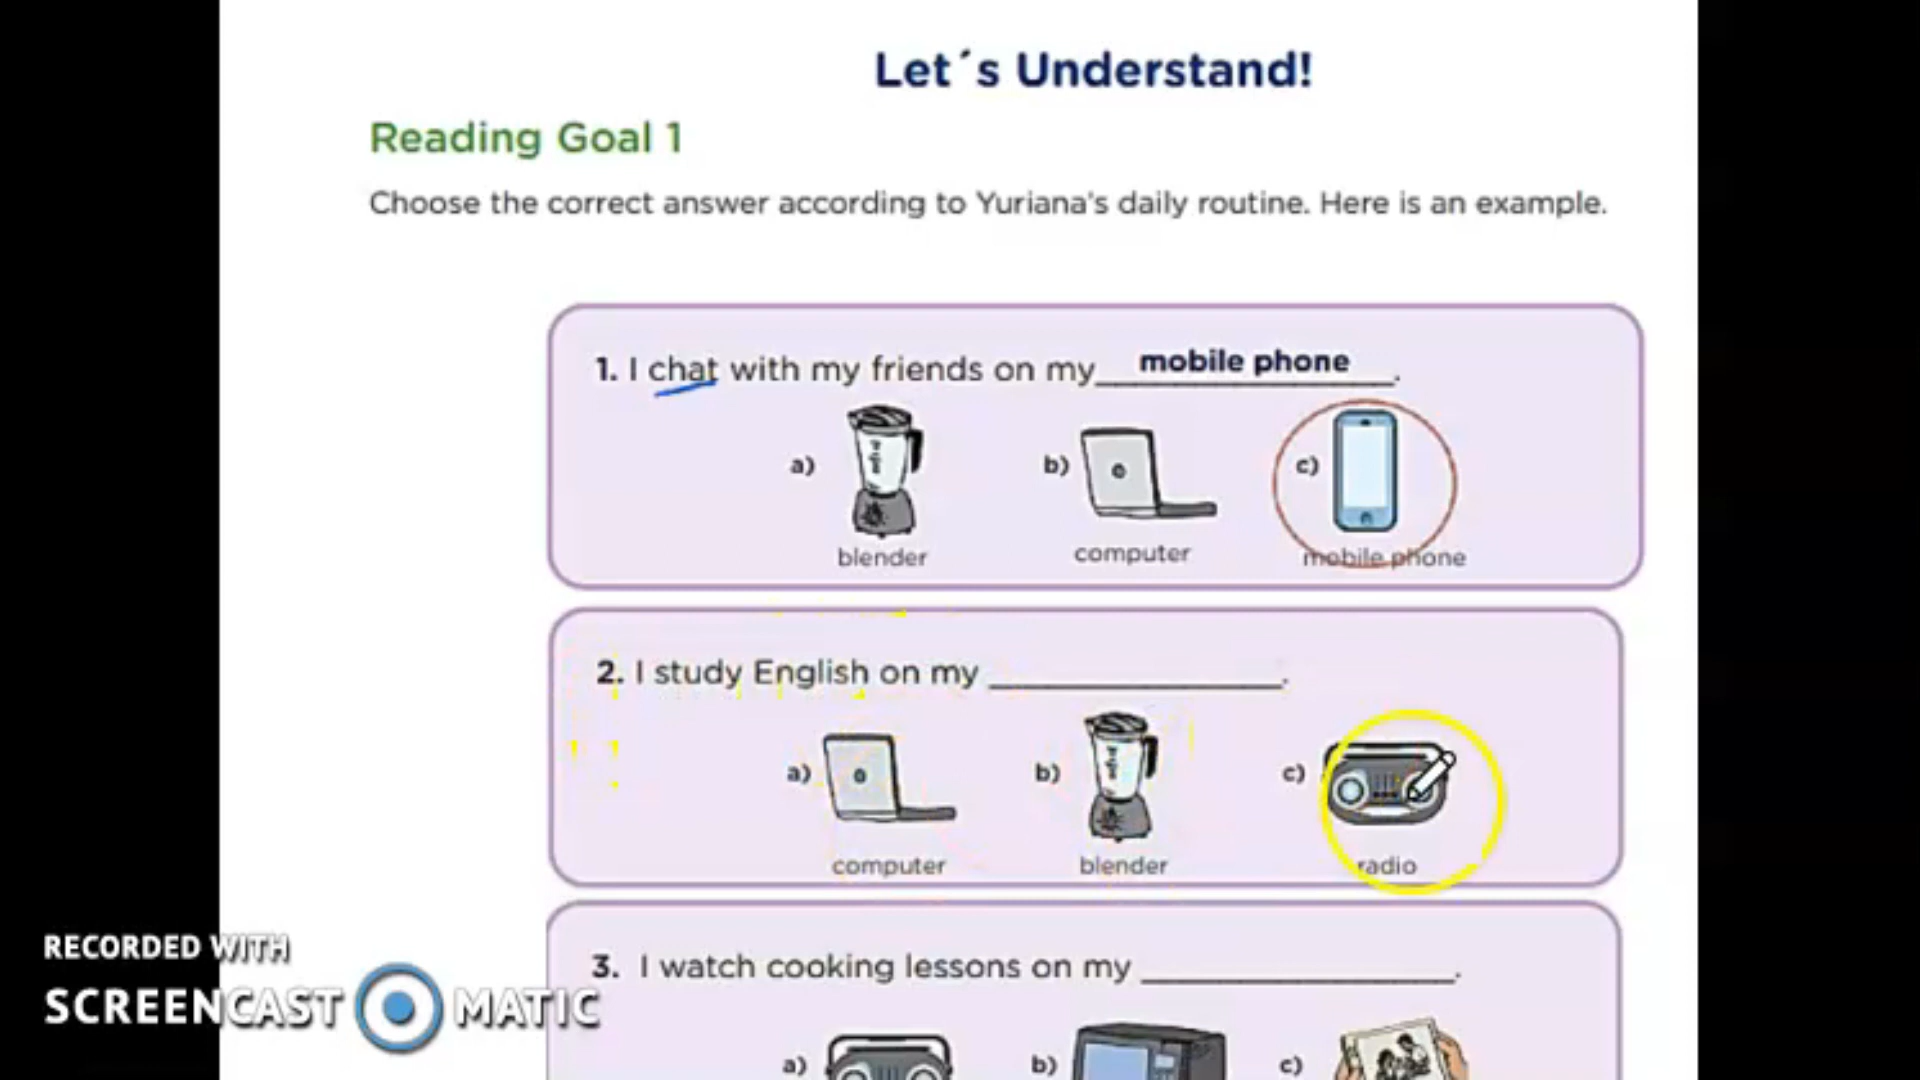 Let´s Understand!
Reading Goal 1
Choose the correct answer according to Yuriana's daily routine. Here is an example.
1. I chat with my friends on my mobile phone.
a)
b)
c)
blender
computer
mobile phone
2. I study English on my ______________.
a)
b)
c)
computer
blender
radio
3. I watch cooking lessons on my ______________.
a)
b)
c)
RECORDED WITH
SCREENCAST MATIC